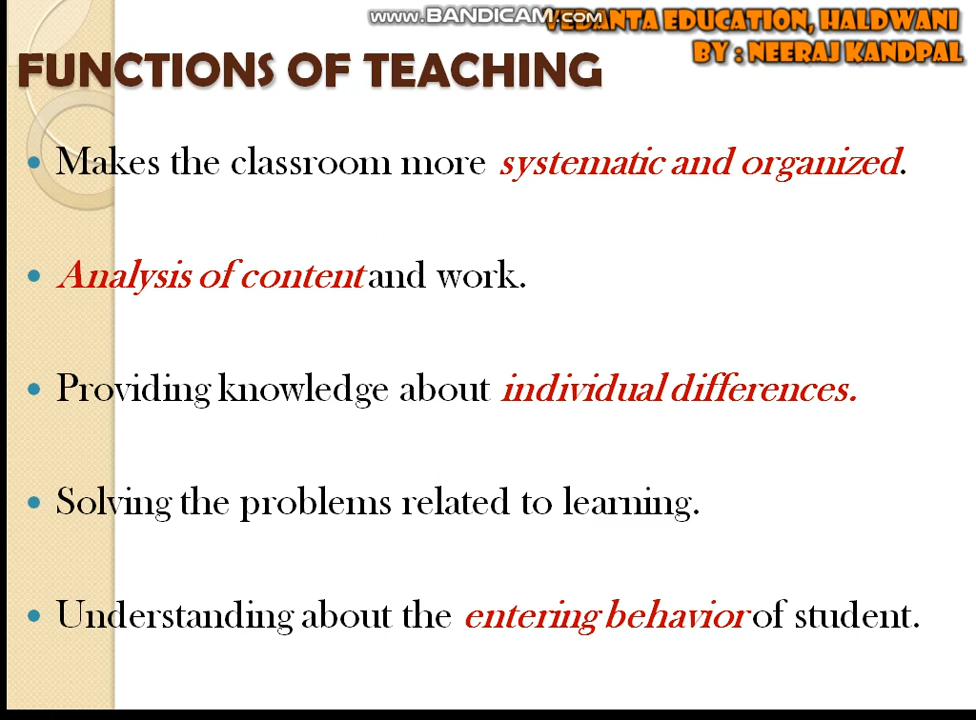 www.BANDICAM.com
VEDANTA EDUCATION, HALDWANI
BY : NEERAJ KANDPAL
FUNCTIONS OF TEACHING
• Makes the classroom more systematic and organized.
• Analysis of content and work.
• Providing knowledge about individual differences.
• Solving the problems related to learning.
• Understanding about the entering behavior of student.